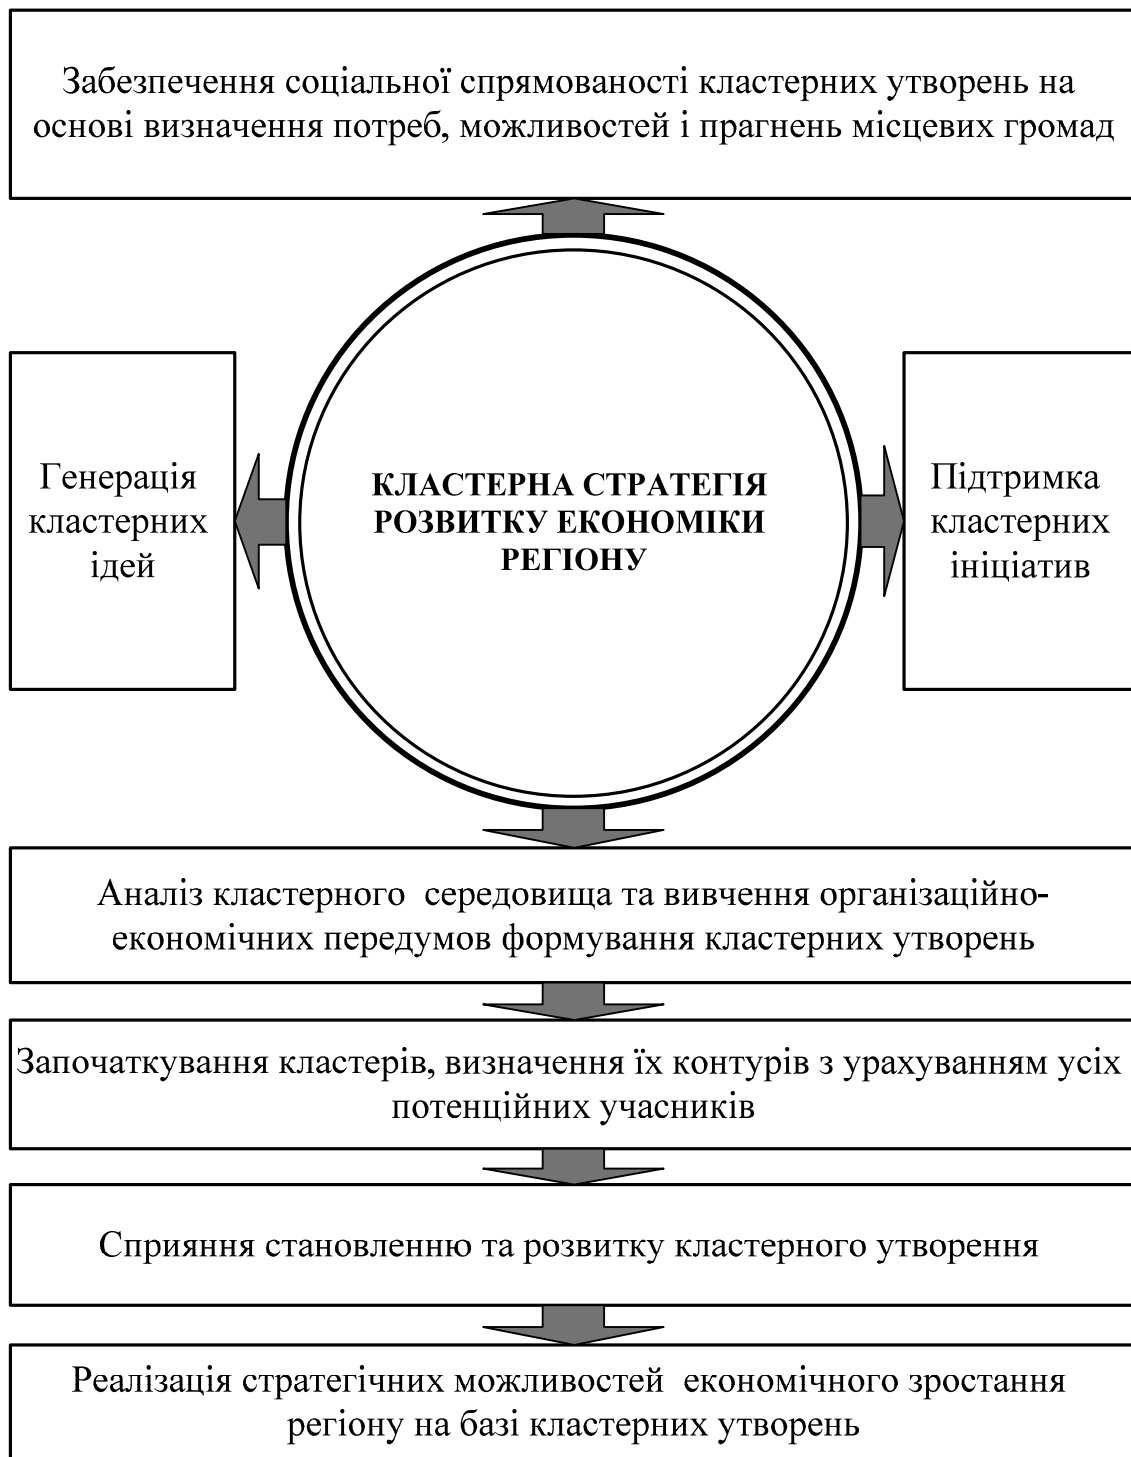 Забезпечення соціальної спрямованості кластерних утворень на
основі визначення потреб, можливостей і прагнень місцевих громад
Генерація
кластерних
ідей
КЛАСТЕРНА СТРАТЕГІЯ
РОЗВИТКУ ЕКОНОМІКИ
РЕГІОНУ
Підтримка
кластерних
ініціатив
Аналіз кластерного середовища та вивчення організаційно-
економічних передумов формування кластерних утворень
Започаткування кластерів, визначення їх контурів з урахуванням усіх
потенційних учасників
Сприяння становленню та розвитку кластерного утворення
Реалізація стратегічних можливостей економічного зростання
регіону на базі кластерних утворень